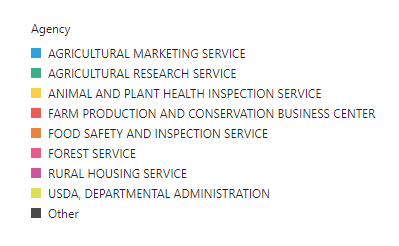 Agency
AGRICULTURAL MARKETING SERVICE
AGRICULTURAL RESEARCH SERVICE
ANIMAL AND PLANT HEALTH INSPECTION SERVICE
FARM PRODUCTION AND CONSERVATION BUSINESS CENTER
FOOD SAFETY AND INSPECTION SERVICE
FOREST SERVICE
RURAL HOUSING SERVICE
USDA, DEPARTMENTAL ADMINISTRATION
Other